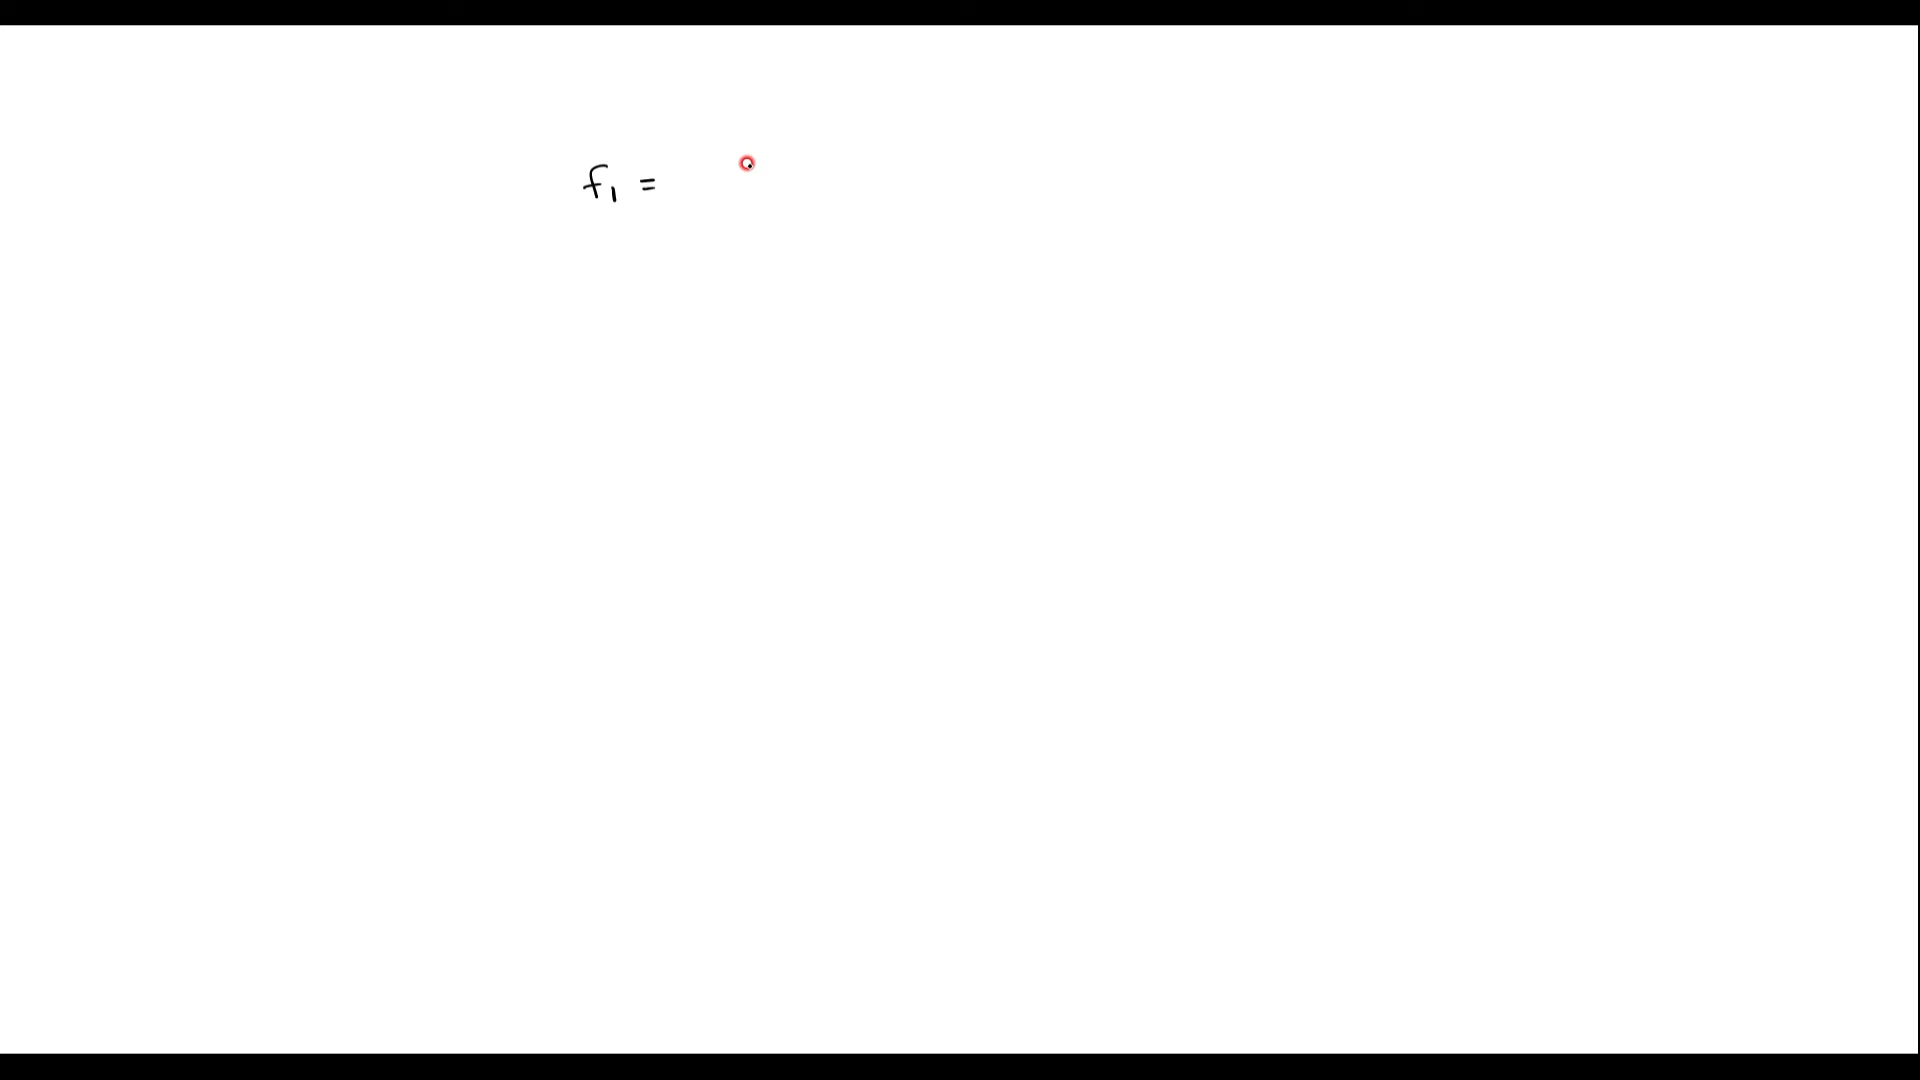 f₁ =